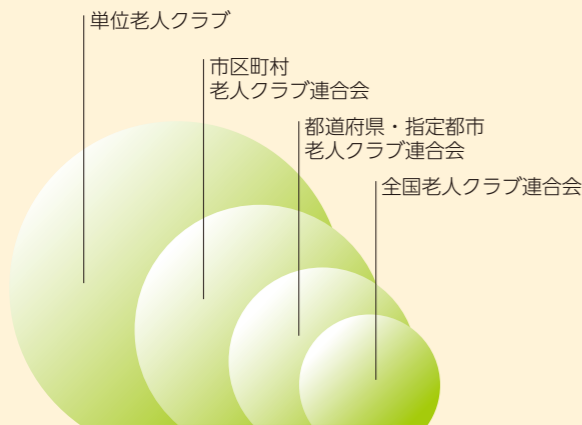 単位老人クラブ
市区町村
老人クラブ連合会
都道府県・指定都市
老人クラブ連合会
全国老人クラブ連合会